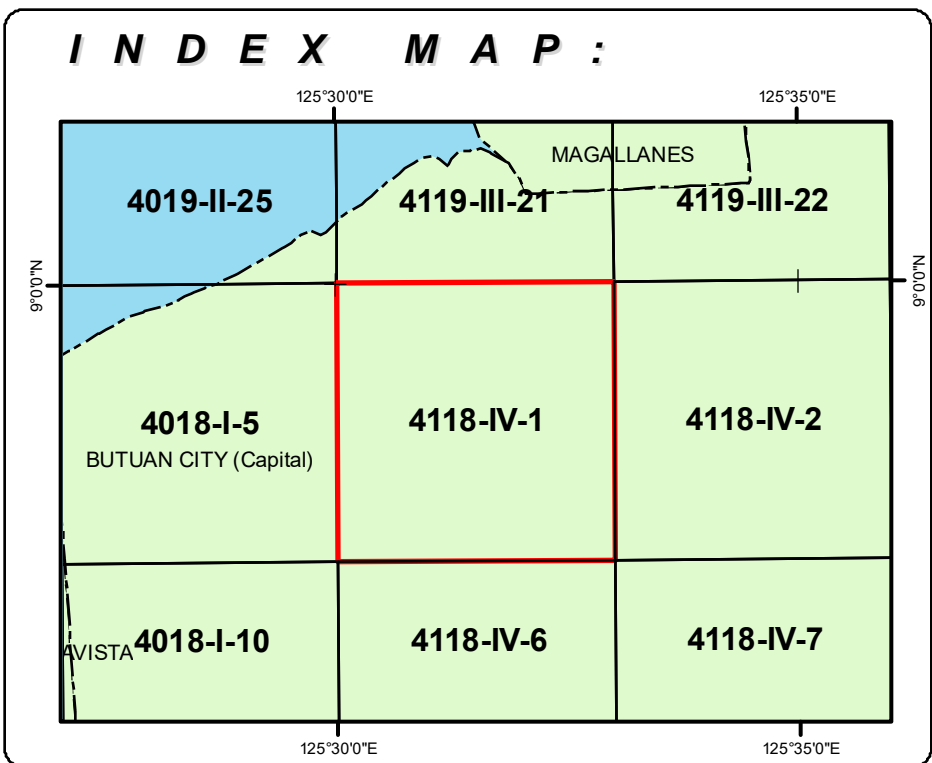 INDEX MAP:
125°30'0"E 125°35'0"E
MAGALLANES
4019-II-25 4119-III-21 4119-III-22
9°0'0"N 9°0'0"N
4018-I-5 4118-IV-1 4118-IV-2
BUTUAN CITY (Capital)
AVISTA 4018-I-10 4118-IV-6 4118-IV-7
125°30'0"E 125°35'0"E